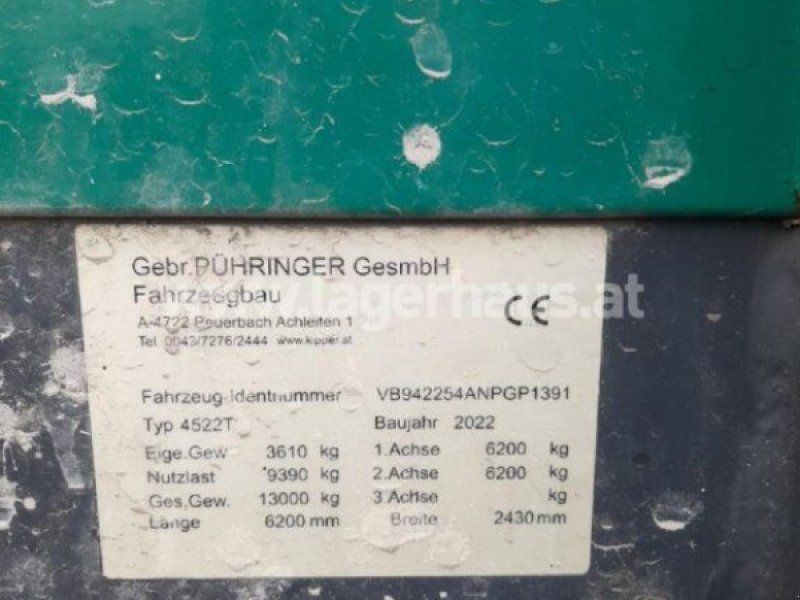 Gebr.PÜHRINGER GesmbH
Fahrzeugbau
www.lagerhaus.at
CE
A-4722 Peuerbach Achleiten 1
Tel. 0043/7276/2444 www.kipper.at
Fahrzeug-Identnummer VB942254ANPGP1391
Typ 4522T Baujahr 2022
Eige.Gew 3610 kg 1.Achse 6200 kg
Nutzlast 9390 kg 2.Achse 6200 kg
Ges.Gew. 13000 kg 3.Achse kg
Länge 6200 mm Breite 2430 mm